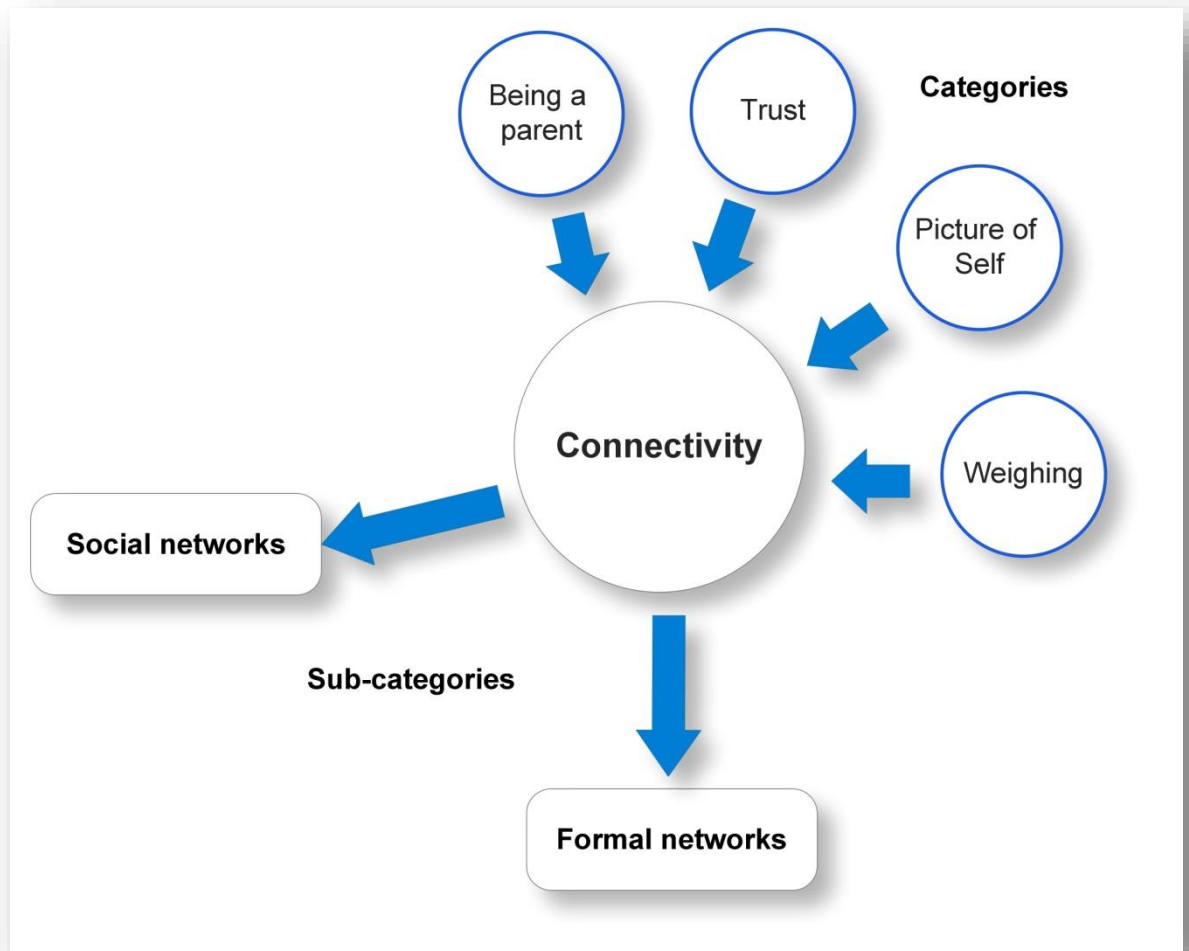 Being a
parent
Trust
Categories
Picture of
Self
Connectivity
Weighing
Social networks
Sub-categories
Formal networks